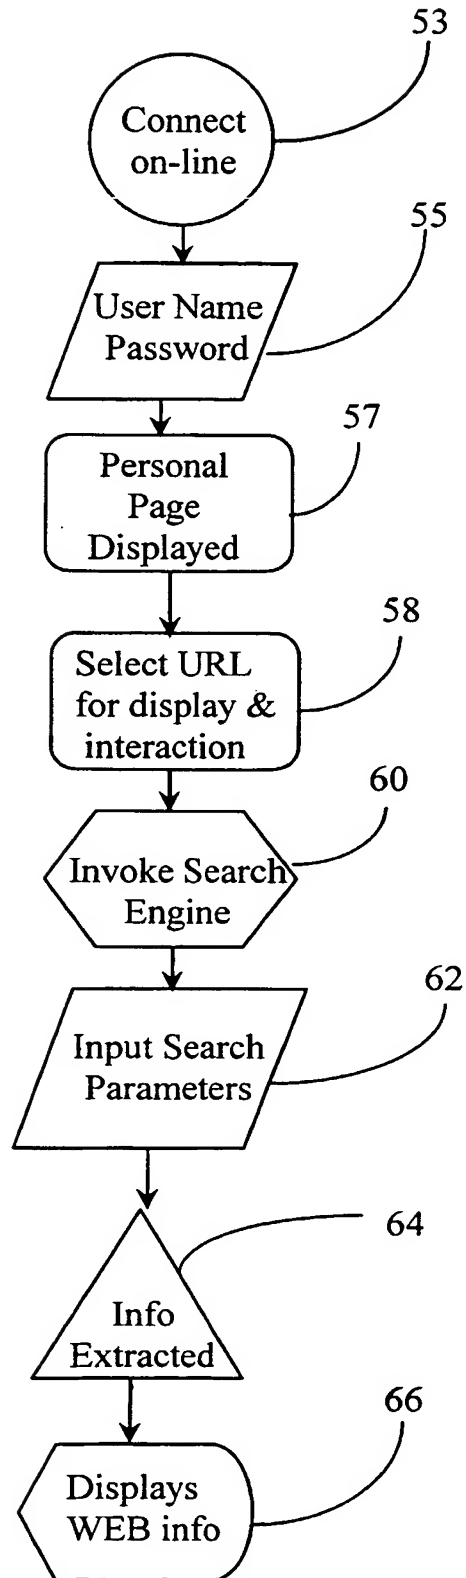 53
Connect
on-line
55
User Name
Password
57
Personal
Page
Displayed
58
Select URL
for display &
interaction
60
Invoke Search
Engine
62
Input Search
Parameters
64
Info
Extracted
66
Displays
WEB info